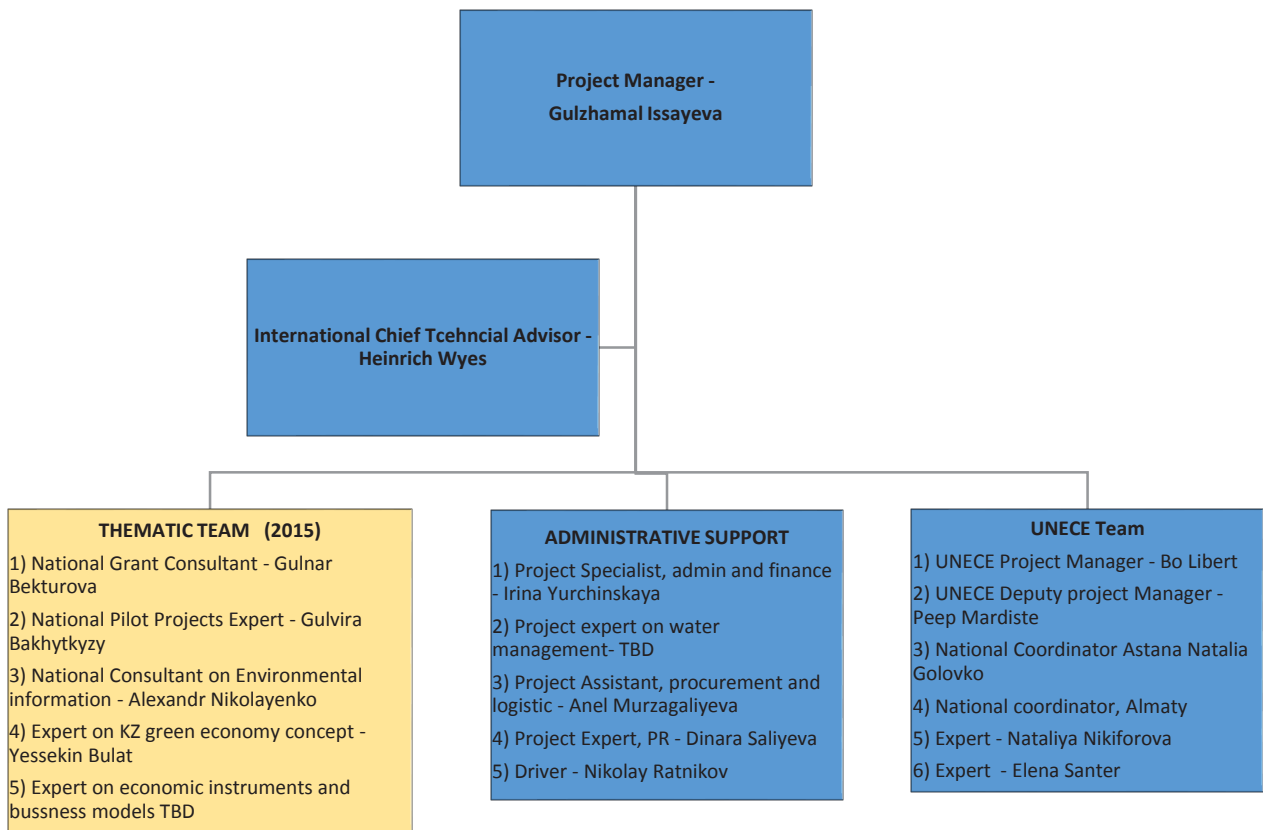 Project Manager -
Gulzhamal Issayeva
International Chief Tcehncial Advisor -
Heinrich Wyes
THEMATIC TEAM (2015)
1) National Grant Consultant - Gulnar
Bekturova
2) National Pilot Projects Expert - Gulvira
Bakhytkyzy
3) National Consultant on Environmental
information - Alexandr Nikolayenko
4) Expert on KZ green economy concept -
Yessekin Bulat
5) Expert on economic instruments and
bussness models TBD
ADMINISTRATIVE SUPPORT
1) Project Specialist, admin and finance
- Irina Yurchinskaya
2) Project expert on water
management- TBD
3) Project Assistant, procurement and
logistic - Anel Murzagaliyeva
4) Project Expert, PR - Dinara Saliyeva
5) Driver - Nikolay Ratnikov
UNECE Team
1) UNECE Project Manager - Bo Libert
2) UNECE Deputy project Manager -
Peep Mardiste
3) National Coordinator Astana Natalia
Golovko
4) National coordinator, Almaty
5) Expert - Nataliya Nikiforova
6) Expert - Elena Santer